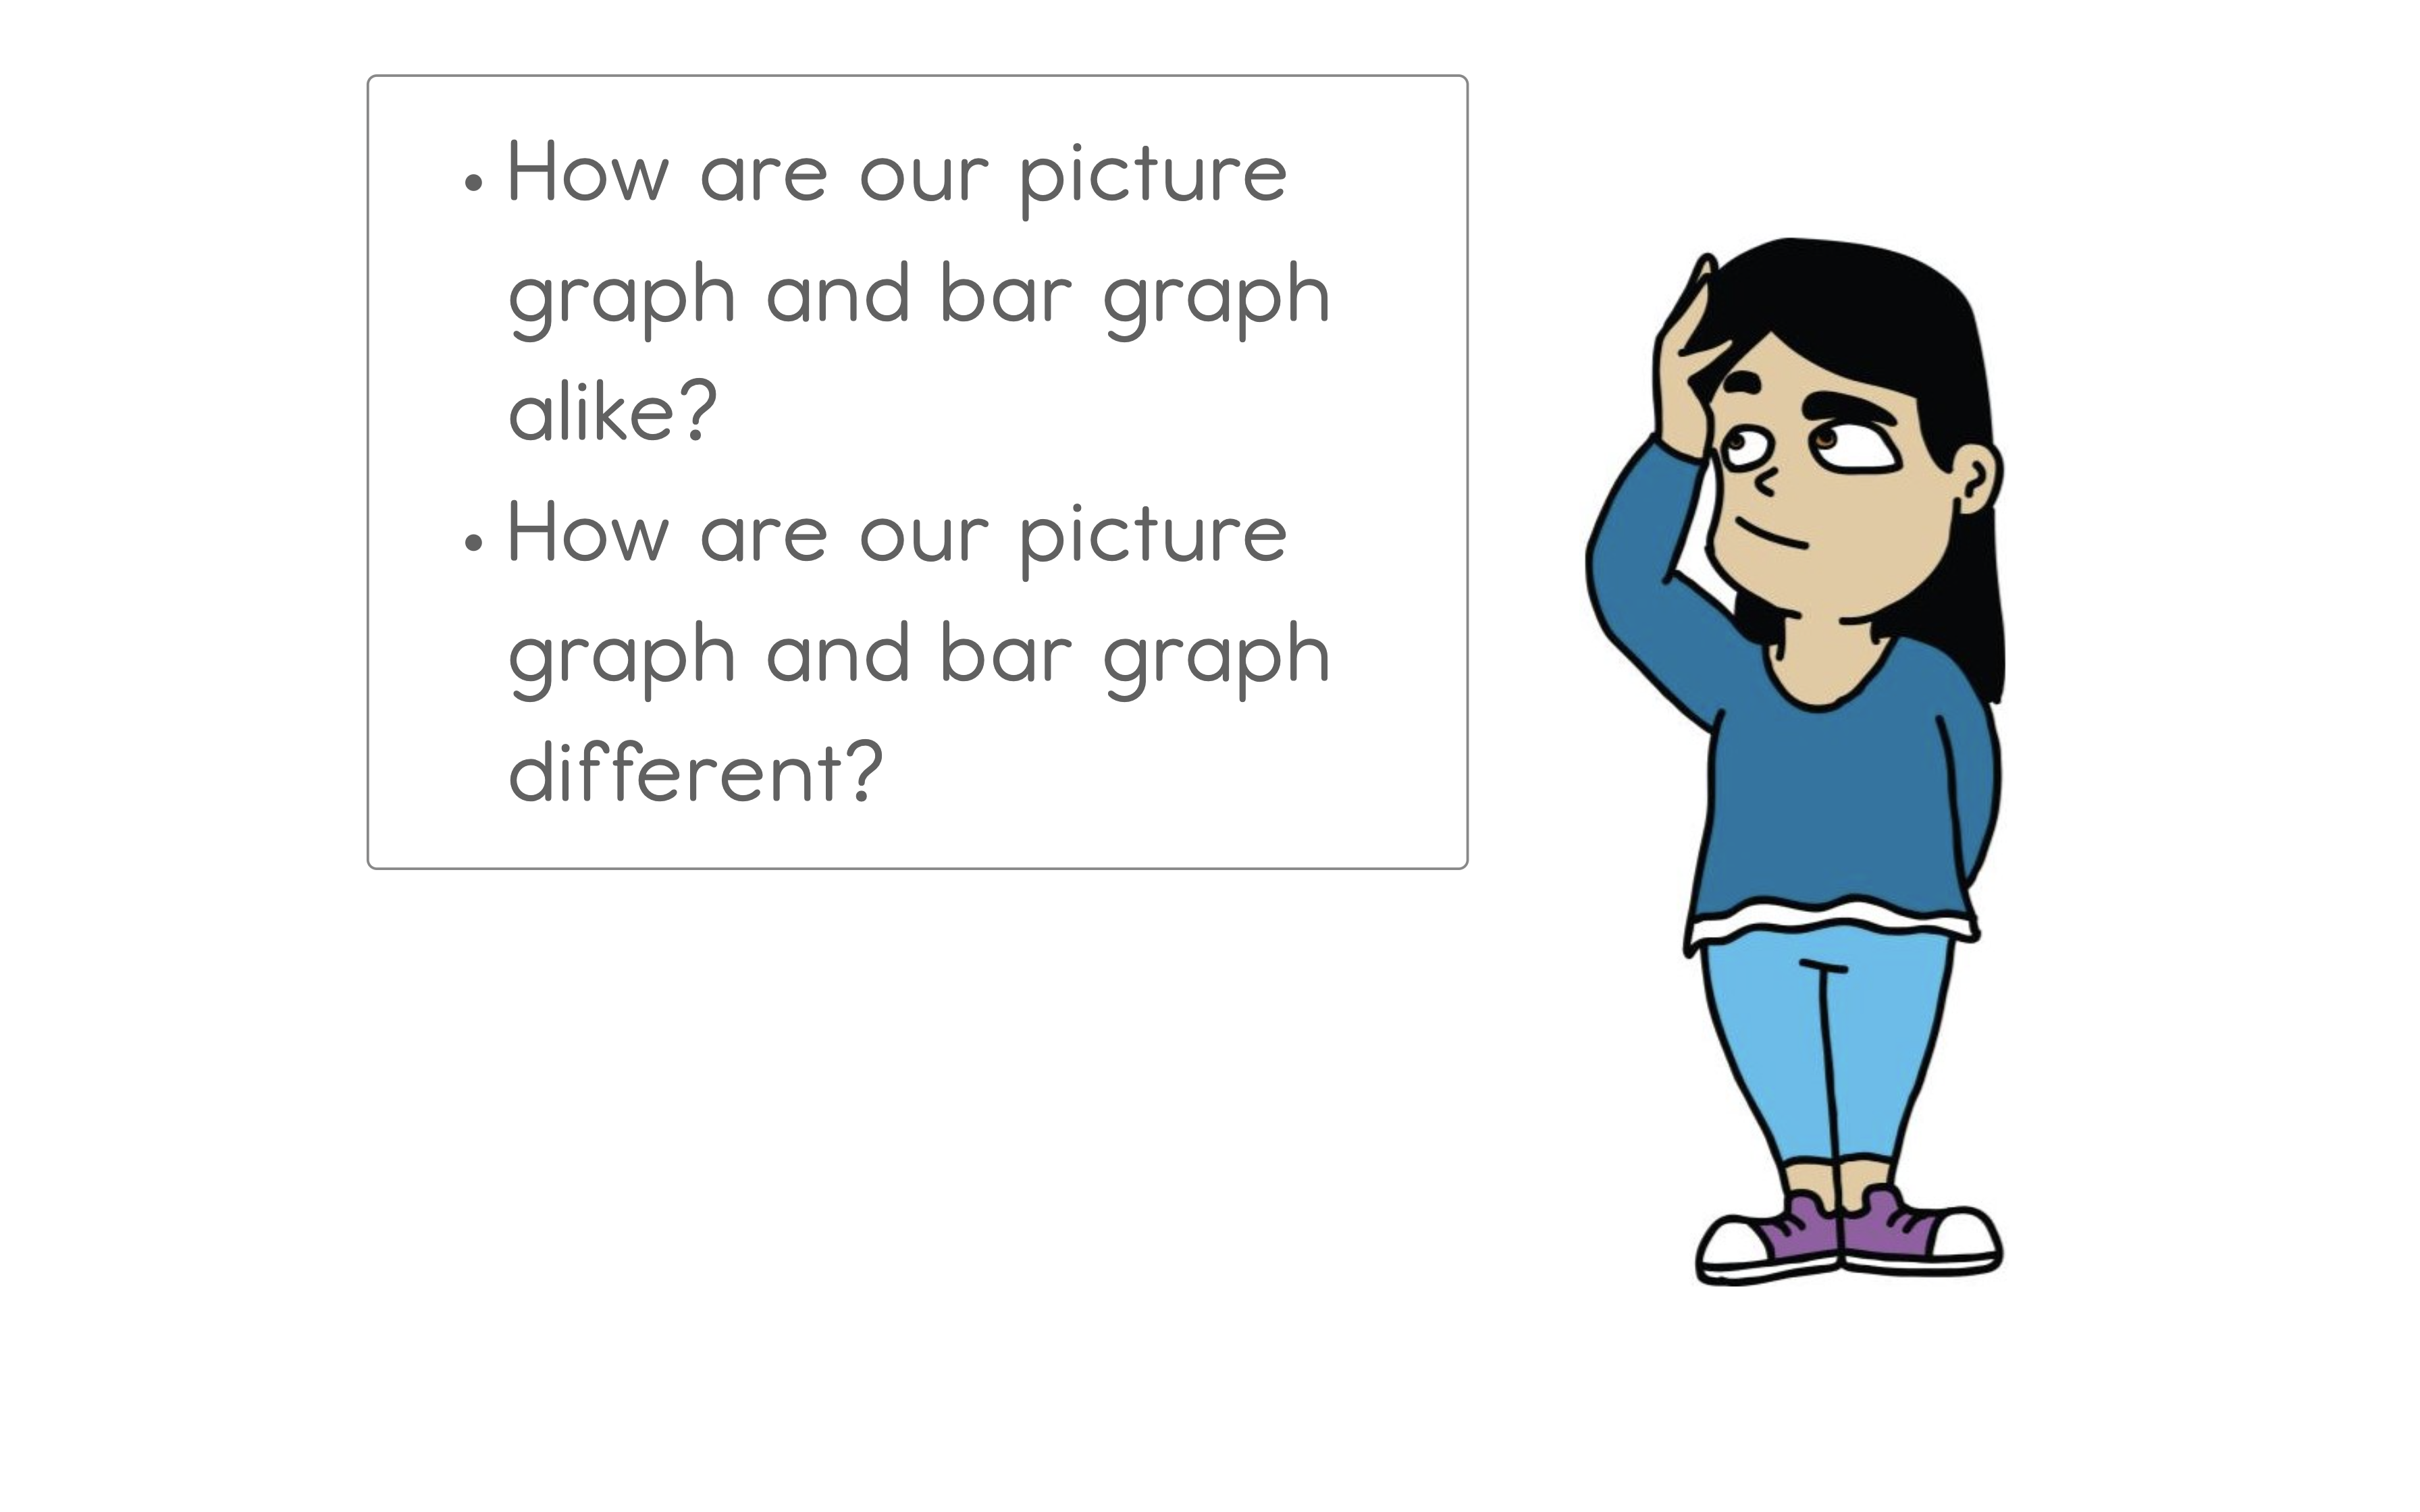 • How are our picture
graph and bar graph
alike?
• How are our picture
graph and bar graph
different?